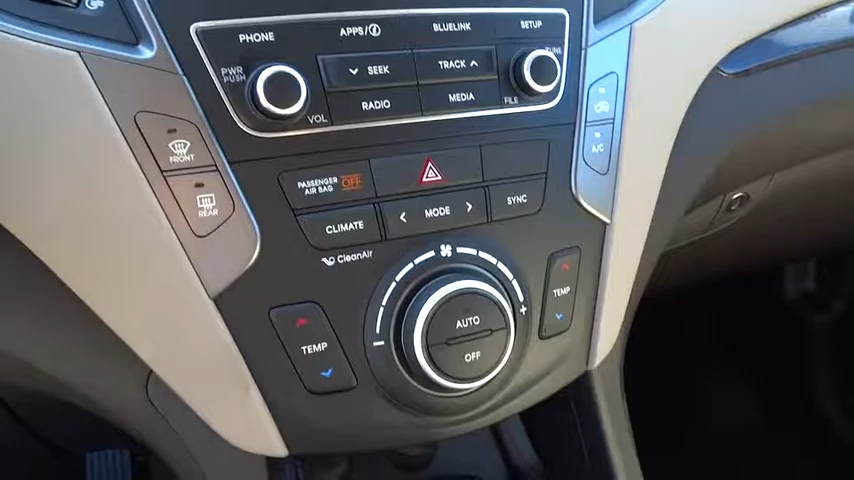 PHONE
APPS/i
BLUELINK
SETUP
PWR
PUSH
SEEK
TRACK
TUNE
RADIO
MEDIA
FILE
VOL
FRONT
REAR
A/C
PASSENGER
AIR BAG OFF
CLIMATE
MODE
SYNC
CleanAir
TEMP
AUTO
OFF
TEMP